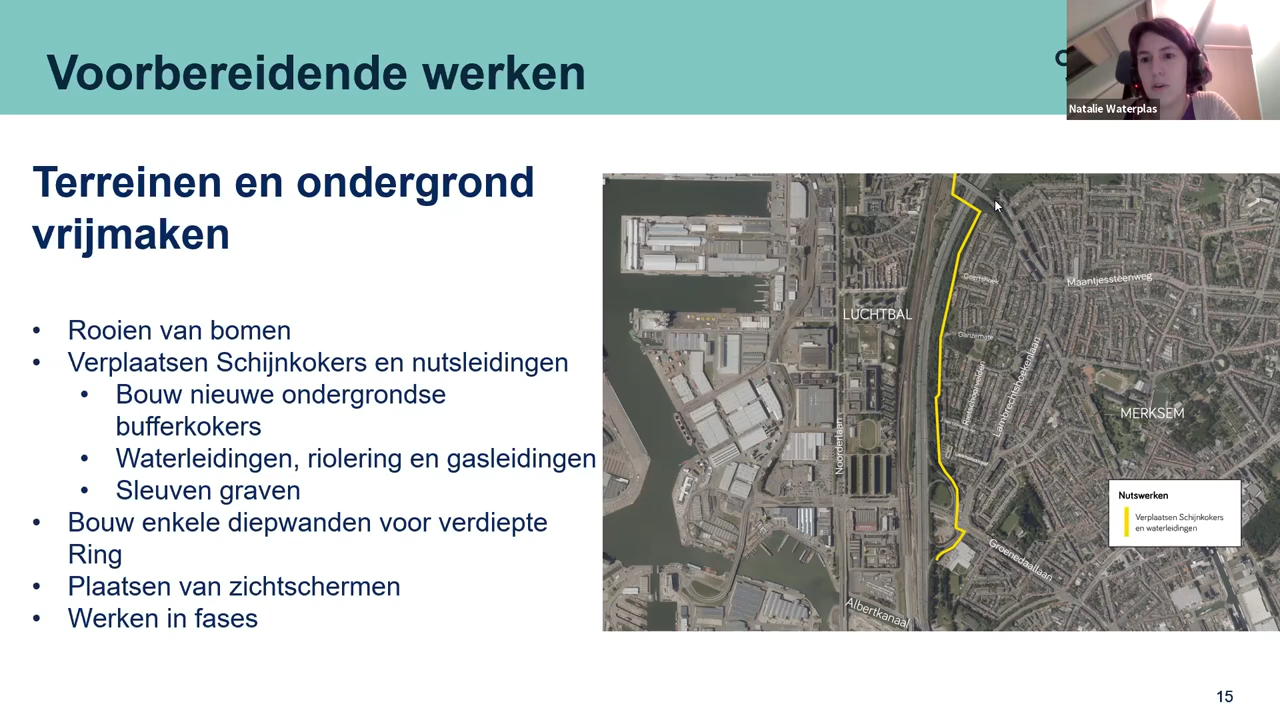 Voorbereidende werken
Natalie Waterplas
Terreinen en ondergrond
vrijmaken
• Rooien van bomen
• Verplaatsen Schijnkokers en nutsleidingen
• Bouw nieuwe ondergrondse
bufferkokers
• Waterleidingen, riolering en gasleidingen
• Sleuven graven
• Bouw enkele diepwanden voor verdiepte
Ring
• Plaatsen van zichtschermen
• Werken in fases
Maantjessteenweg
LUCHTBAL
Ganzemate
Lambrechtshoekenlaan
MERKSEM
Noorderlaan
Nutswerken
Verplaatsen Schijnkokers
en waterleidingen
Groenendaallaan
Albertkanaal
15